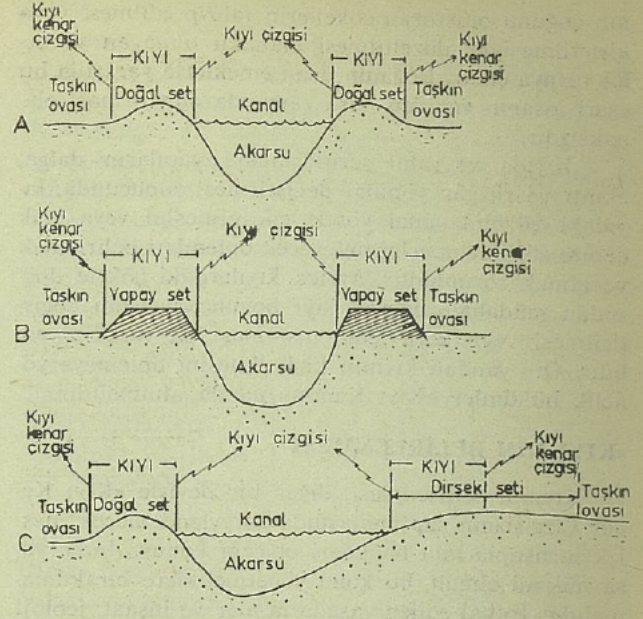 Kıyı
kenar
çizgisi
KIYI
Kıyı çizgisi
KIYI
Kıyı
kenar
çizgisi
Taşkın
ovası
Doğal set
Kanal
Doğal set
Taşkın
ovası
A
Akarsu
Kıyı
kenar
çizgisi
KIYI
Kıyı çizgisi
KIYI
Kıyı
kenar
çizgisi
Taşkın
ovası
Yapay set
Kanal
Yapay set
Taşkın
ovası
B
Akarsu
Kıyı
kenar
çizgisi
KIYI
Kıyı çizgisi
KIYI
Kıyı
kenar
çizgisi
Dirsek seti
Taşkın
ovası
Doğal set
Kanal
Taşkın
ovası
C
Akarsu